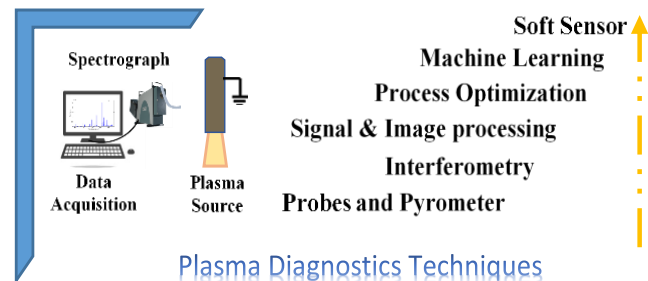 Soft Sensor
Machine Learning
Spectrograph
Process Optimization
Signal & Image processing
Interferometry
Data
Acquisition
Plasma
Source
Probes and Pyrometer
Plasma Diagnostics Techniques